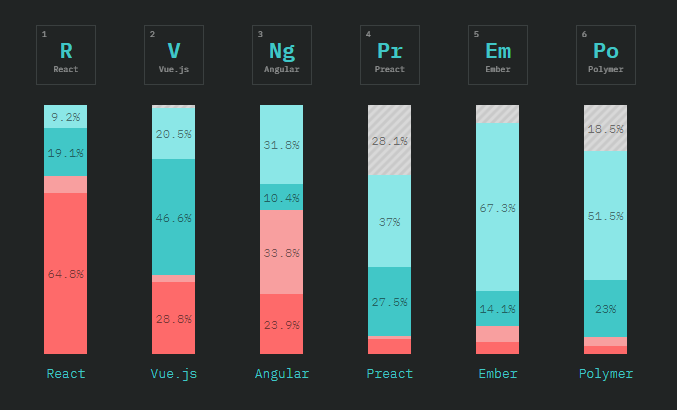 1
R
React
2
V
Vue.js
3
Ng
Angular
4
Pr
Preact
5
Em
Ember
6
Po
Polymer
9.2%
19.1%
64.8%
20.5%
46.6%
28.8%
31.8%
10.4%
33.8%
23.9%
28.1%
37%
27.5%
67.3%
14.1%
18.5%
51.5%
23%
React
Vue.js
Angular
Preact
Ember
Polymer